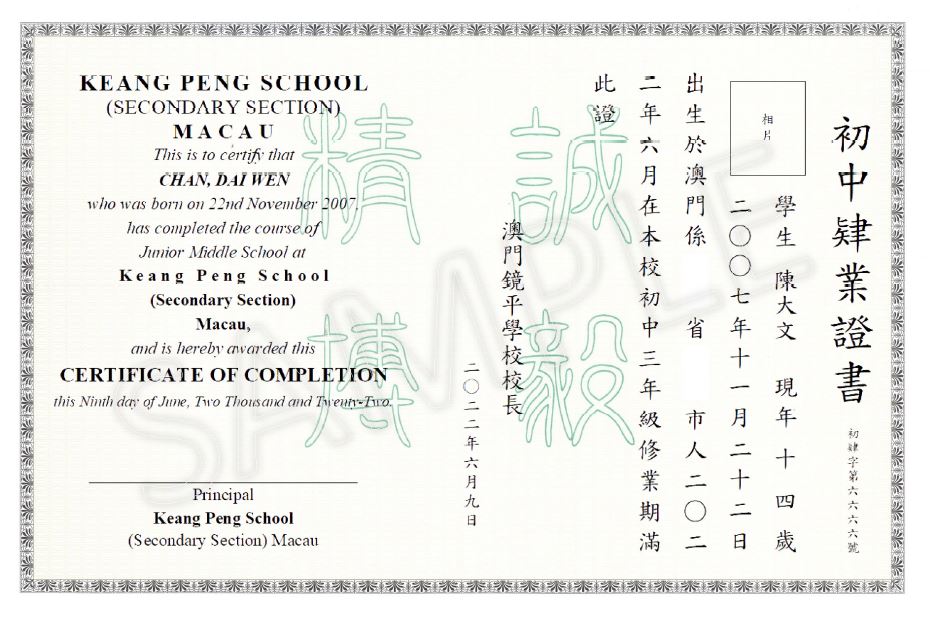 KEANG PENG SCHOOL
(SECONDARY SECTION)
MACAU
This is to certify that
CHAN, DAI WEN
who was born on 22nd November 2007,
has completed the course of
Junior Middle School at
Keang Peng School
(Secondary Section)
Macau,
and is hereby awarded this
CERTIFICATE OF COMPLETION
this Ninth day of June, Two Thousand and Twenty-Two.
Principal
Keang Peng School
(Secondary Section) Macau
初中肄業證書
初肄字第六六六六號
相片
學生 陳大文 現年十四歲
二〇〇七年十一月二十二日
出生於澳門係 省 市人二〇二
二年六月在本校初中三年級修業期滿
此證
澳門鏡平學校校長
二〇二二年六月九日
誠毅
精博
SAMPLE